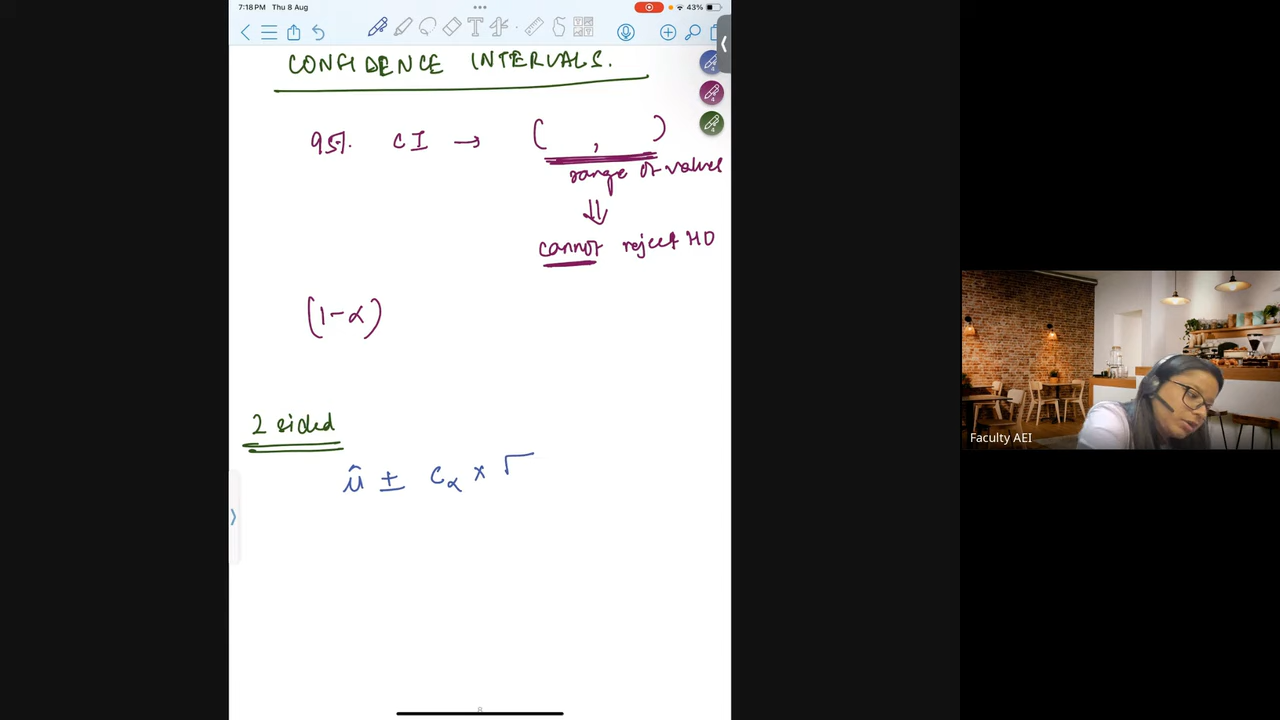 7:18 PM Thu 8 Aug
43%
CONFIDENCE INTERVALS.
95%. CI → ( , )
range of values
⇓
cannot reject H0
(1-α)
2 sided
μ̂ ± Cα × √
Faculty AEI
8